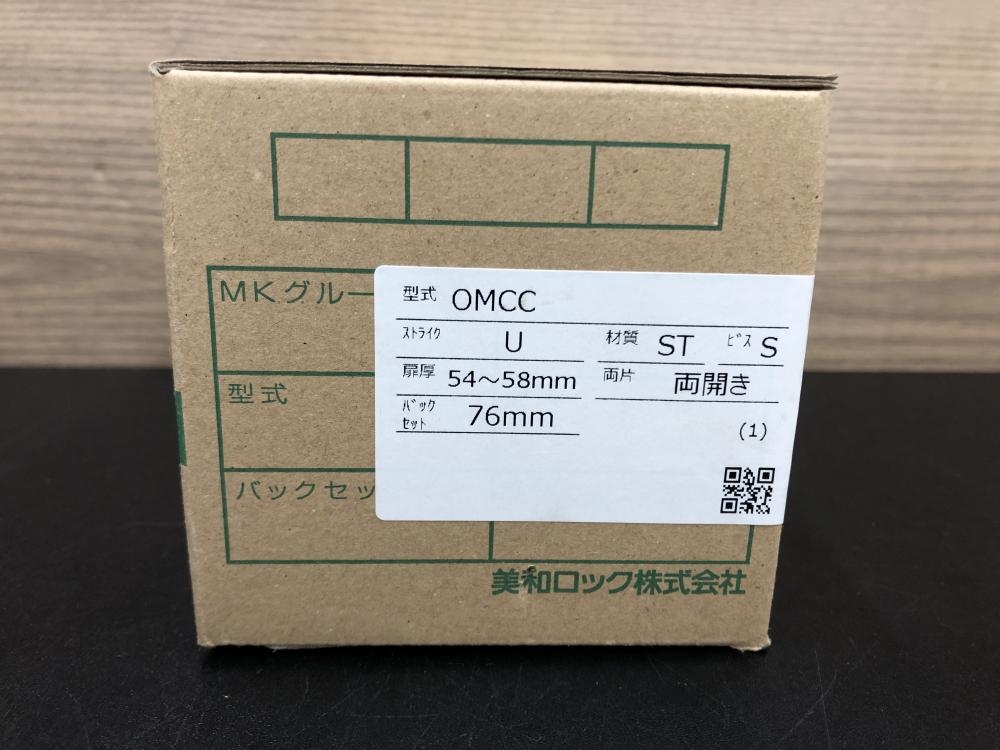 MKグルー
型式 OMCC
ｽﾄﾗｲｸ U 材質 ST ﾋﾞｽ S
扉厚 54～58mm 両片 両開き
型式
ﾊﾞｯｸ
ｾｯﾄ 76mm
(1)
バックセッ
美和ロック株式会社